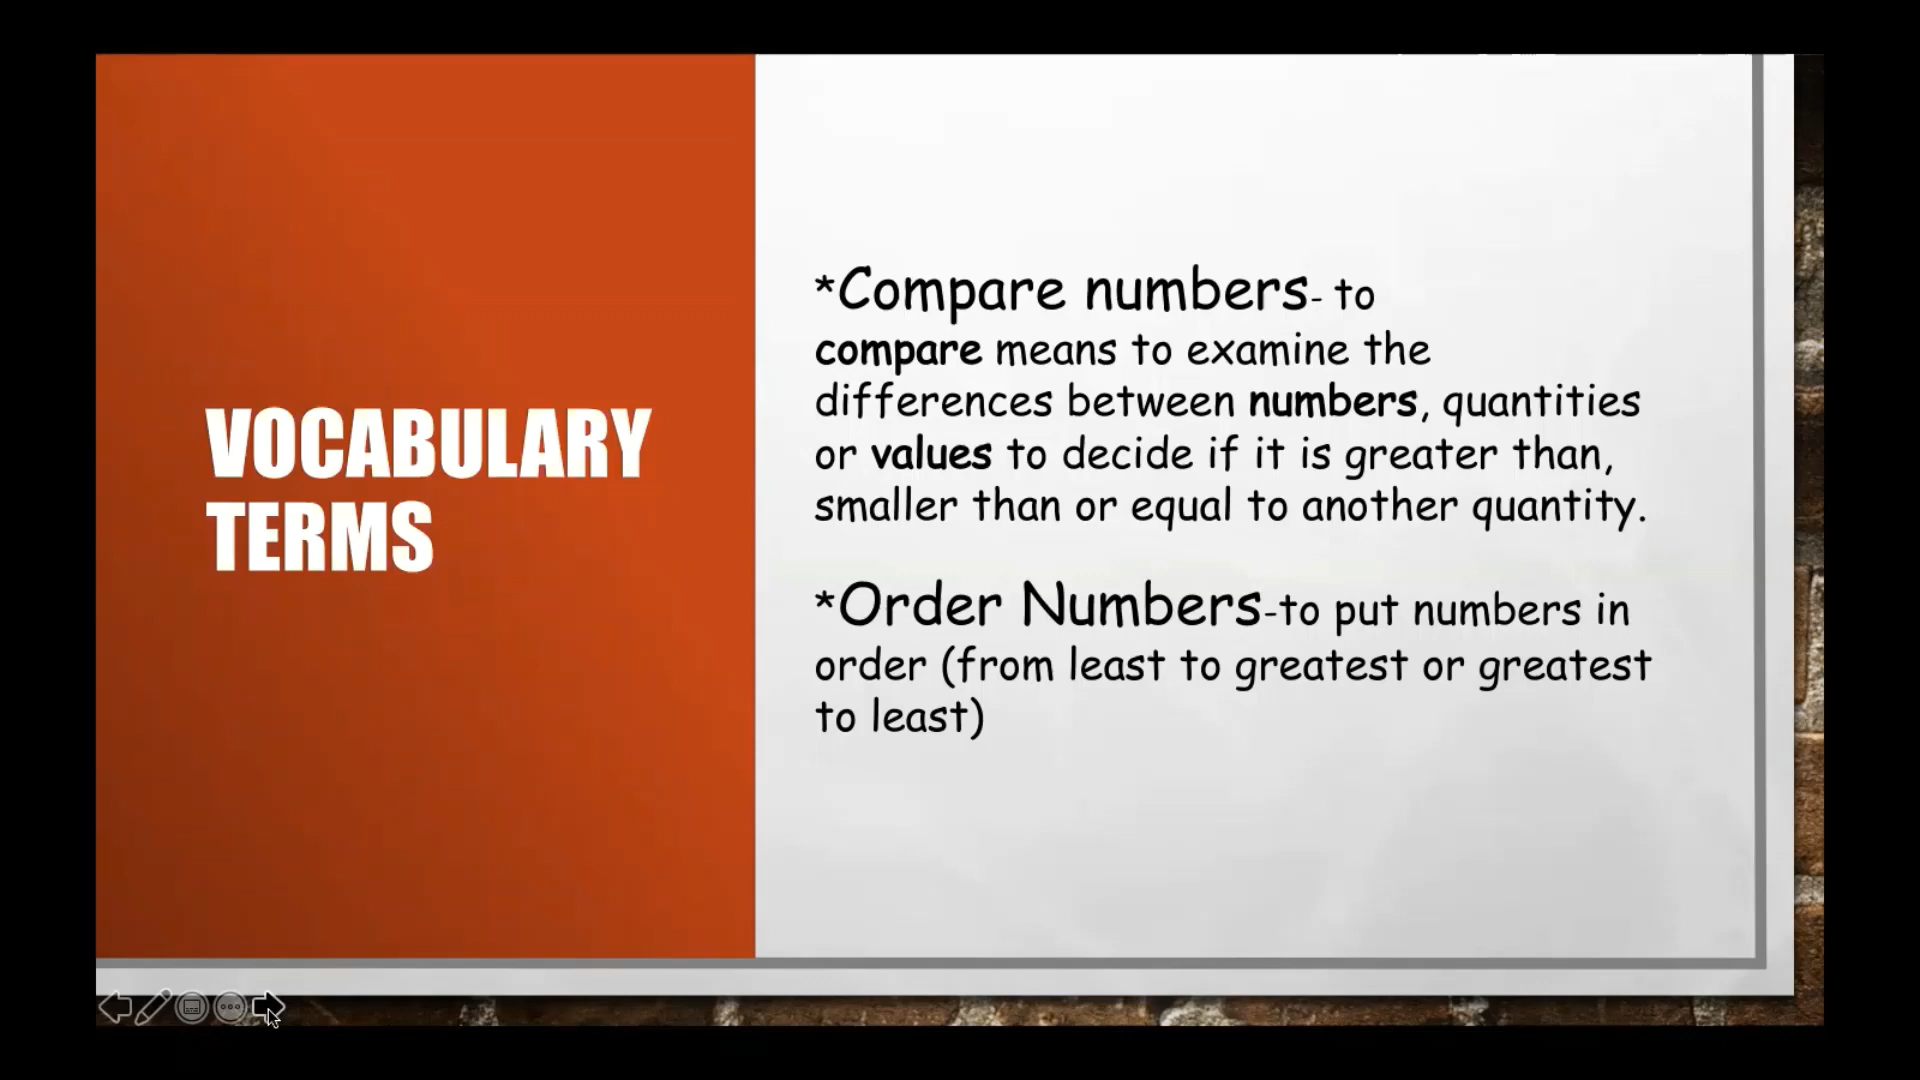 VOCABULARY
TERMS
*Compare numbers- to
compare means to examine the
differences between numbers, quantities
or values to decide if it is greater than,
smaller than or equal to another quantity.
*Order Numbers-to put numbers in
order (from least to greatest or greatest
to least)